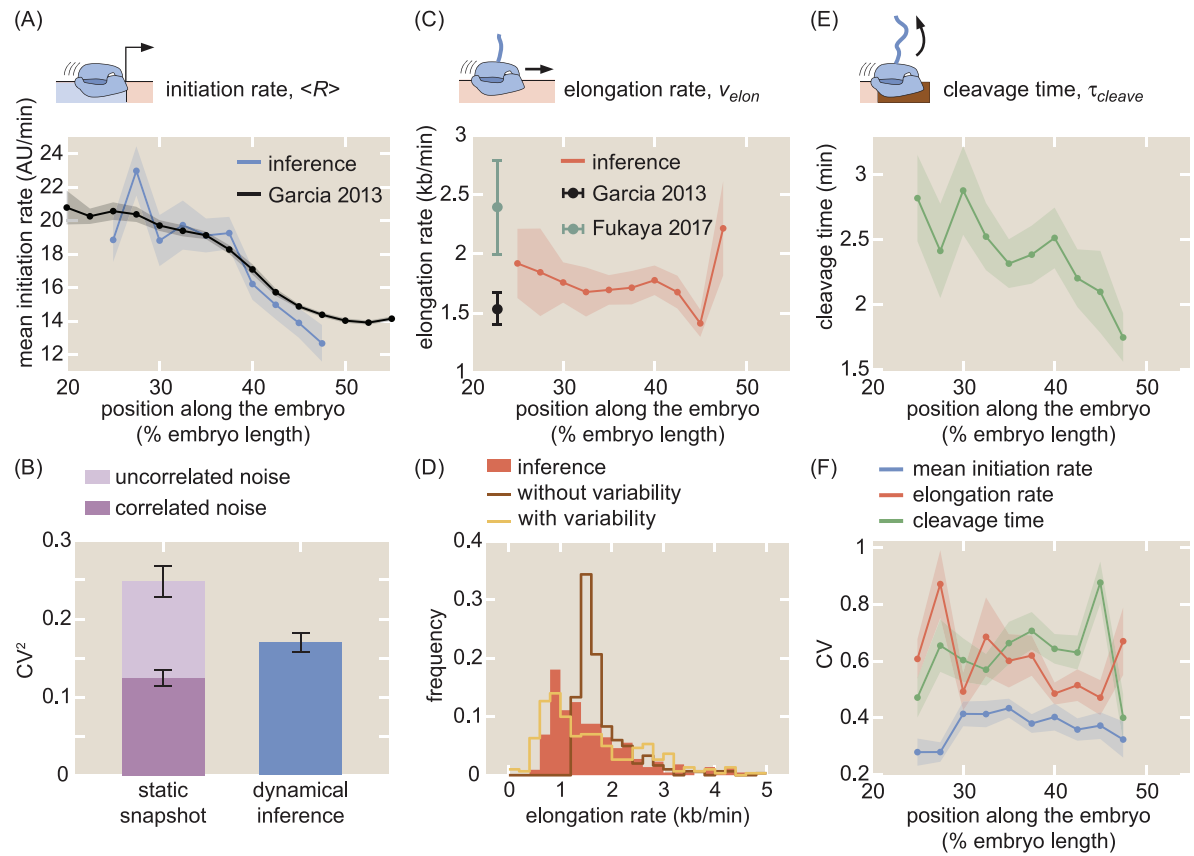 (A)
initiation rate, <R>
mean initiation rate (AU/min)
24
22
20
18
16
14
12
inference
Garcia 2013
20 30 40 50
position along the embryo
(% embryo length)
(C)
elongation rate, v_elon
elongation rate (kb/min)
3
2.5
2
1.5
1
inference
Garcia 2013
Fukaya 2017
20 30 40 50
position along the embryo
(% embryo length)
(E)
cleavage time, τ_cleave
cleavage time (min)
3
2.5
2
1.5
20 30 40 50
position along the embryo
(% embryo length)
(B)
uncorrelated noise
correlated noise
CV²
0.3
0.2
0.1
0
static
snapshot
dynamical
inference
(D)
inference
without variability
with variability
frequency
0.4
0.3
0.2
0.1
0
0 1 2 3 4 5
elongation rate (kb/min)
(F)
mean initiation rate
elongation rate
cleavage time
CV
1
0.8
0.6
0.4
0.2
20 30 40 50
position along the embryo
(% embryo length)